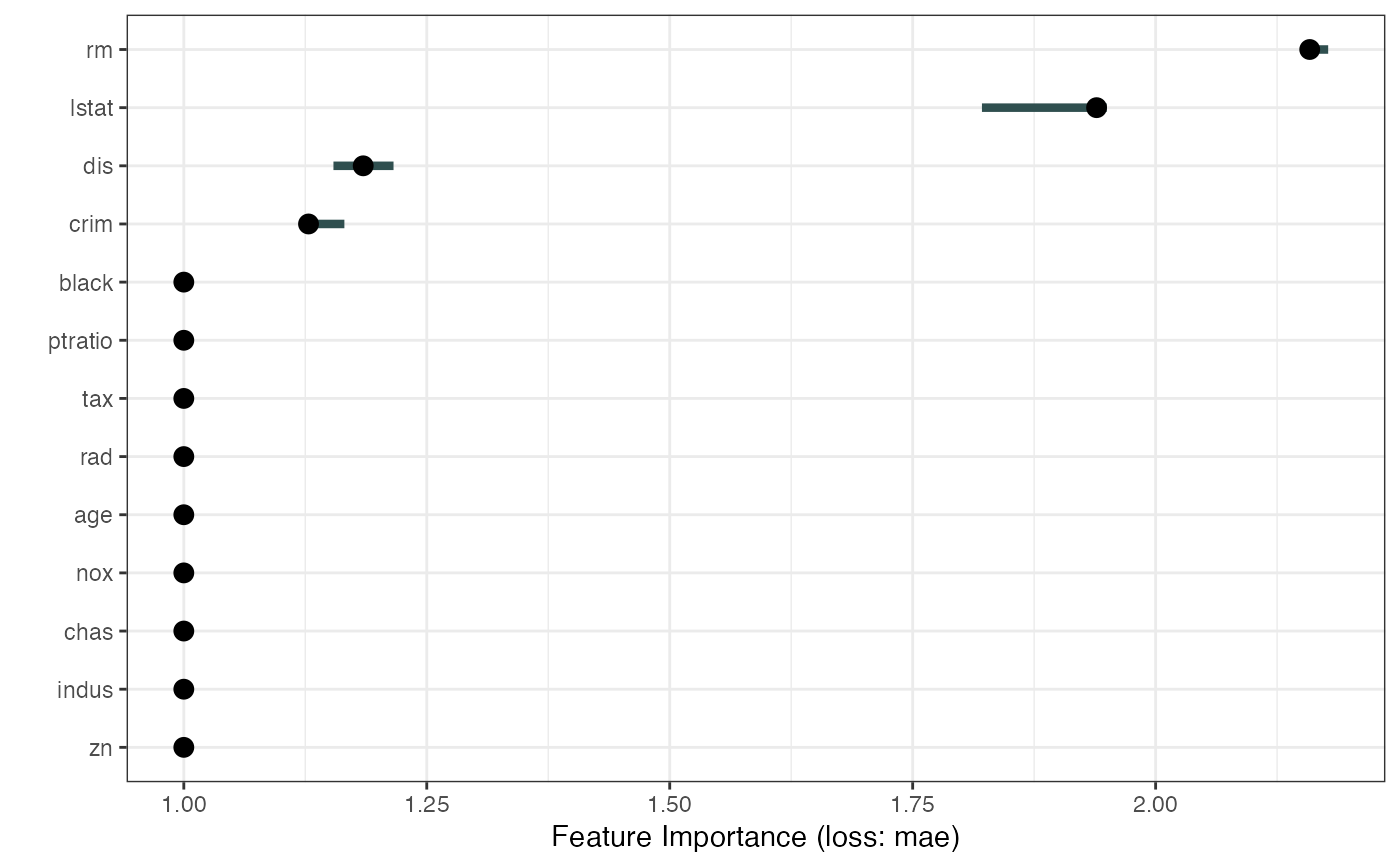 rm
lstat
dis
crim
black
ptratio
tax
rad
age
nox
chas
indus
zn
1.00 1.25 1.50 1.75 2.00
Feature Importance (loss: mae)